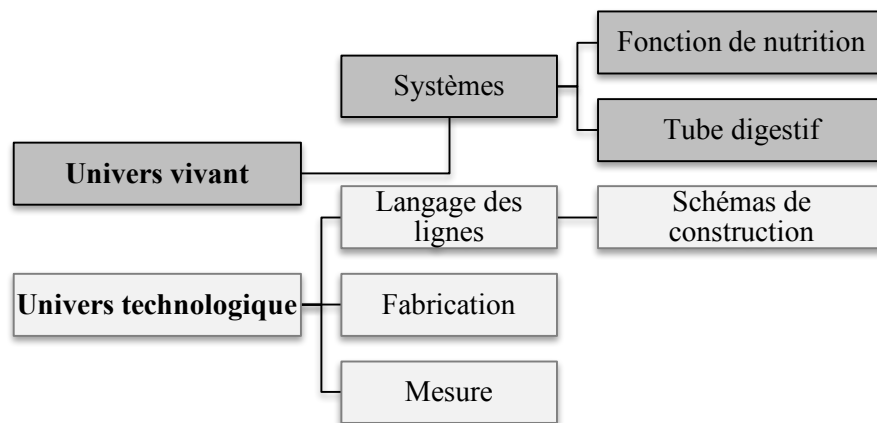 Fonction de nutrition
Systèmes
Tube digestif
Univers vivant
Langage des
lignes
Schémas de
construction
Univers technologique
Fabrication
Mesure